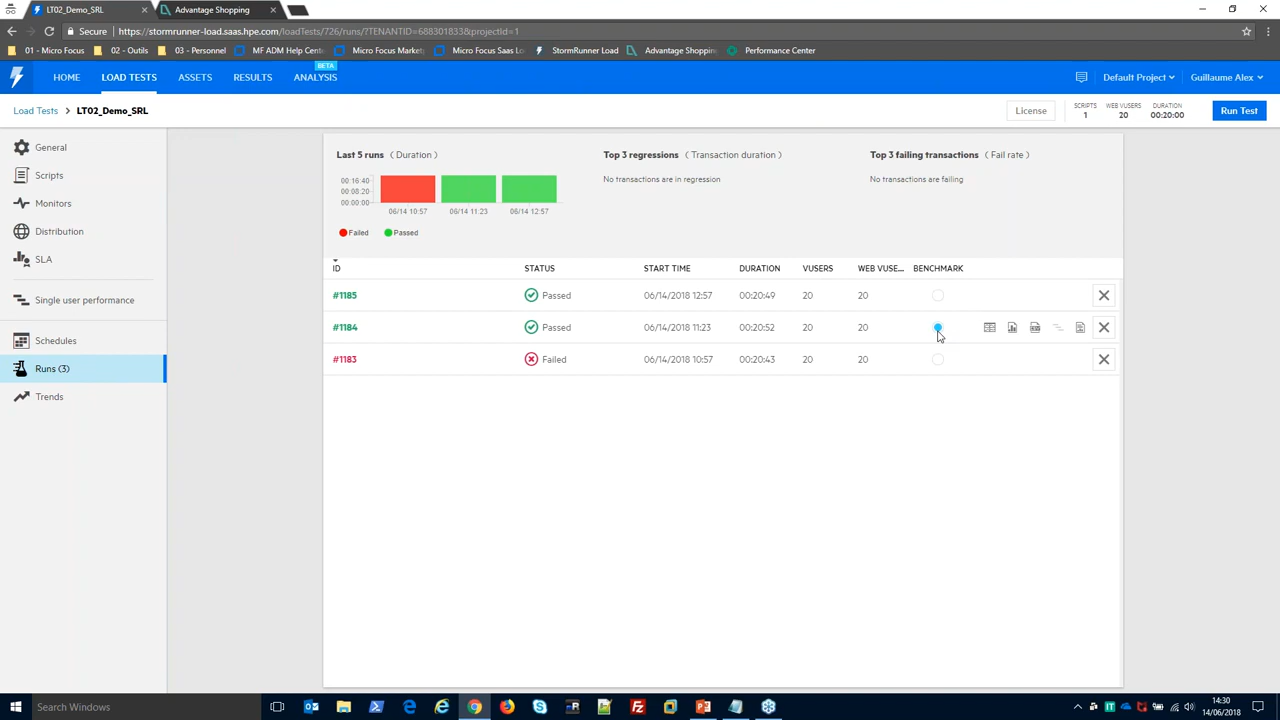 LT02_Demo_SRL
Advantage Shopping
Secure
https://stormrunner-load.saas.hpe.com/loadTests/726/runs/?TENANTID=688301833&projectId=1
01 - Micro Focus
02 - Outils
03 - Personnel
MF ADM Help Cente
Micro Focus Market
Micro Focus Saas Lo
StormRunner Load
Advantage Shopping
Performance Center
HOME
LOAD TESTS
ASSETS
RESULTS
BETA
ANALYSIS
Default Project
Guillaume Alex
Load Tests > LT02_Demo_SRL
License
SCRIPTS
1
WEB VUSERS
20
DURATION
00:20:00
Run Test
General
Scripts
Monitors
Distribution
SLA
Single user performance
Schedules
Runs (3)
Trends
Last 5 runs ( Duration )
00:16:40
00:08:20
00:00:00
06/14 10:57
06/14 11:23
06/14 12:57
Failed
Passed
Top 3 regressions ( Transaction duration )
No transactions are in regression
Top 3 failing transactions ( Fail rate )
No transactions are failing
ID STATUS START TIME DURATION VUSERS WEB VUSE... BENCHMARK
#1185 Passed 06/14/2018 12:57 00:20:49 20 20
#1184 Passed 06/14/2018 11:23 00:20:52 20 20
#1183 Failed 06/14/2018 10:57 00:20:43 20 20
Search Windows
14:30
14/06/2018